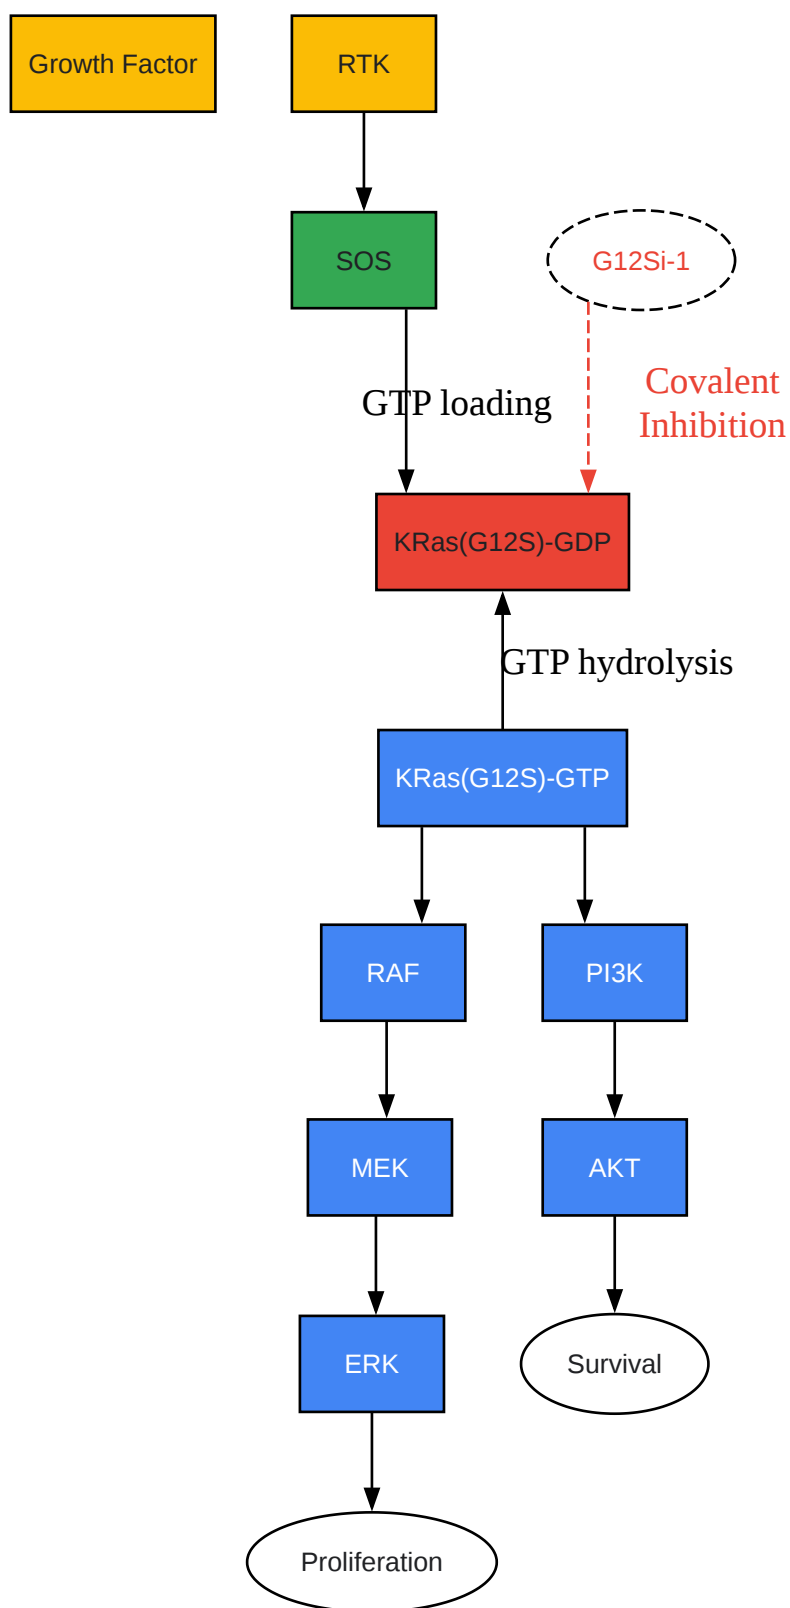 Growth Factor
RTK
SOS
G12Si-1
GTP loading
Covalent
Inhibition
KRas(G12S)-GDP
GTP hydrolysis
KRas(G12S)-GTP
RAF
PI3K
MEK
AKT
ERK
Survival
Proliferation